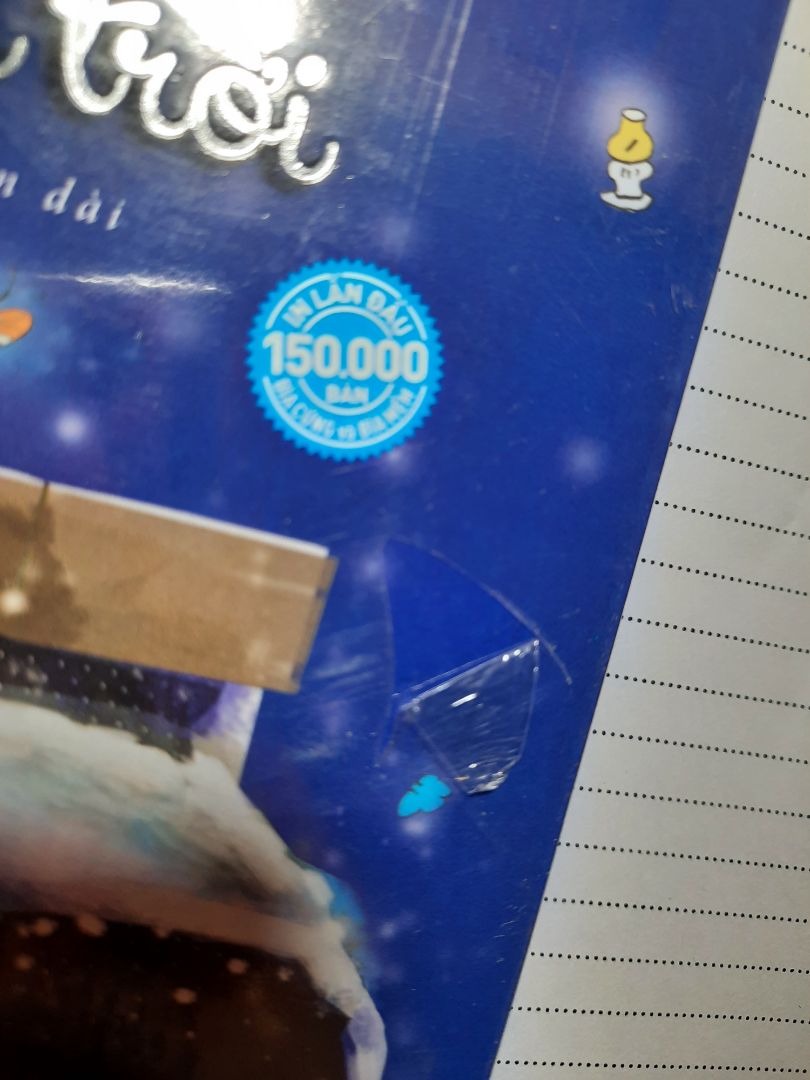 trời
dài
IN LẦN ĐẦU
150.000
BẢN
BÌA CỨNG và BÌA MỀM